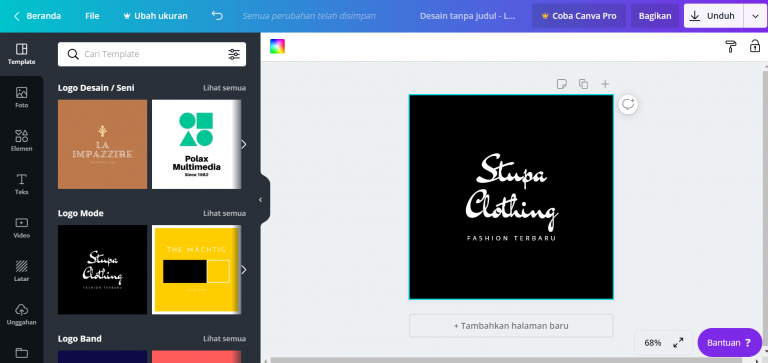 Beranda
File
Ubah ukuran
Semua perubahan telah disimpan
Desain tanpa judul - L...
Coba Canva Pro
Bagikan
Unduh
Template
Foto
Elemen
Teks
Video
Latar
Unggahan
Cari Template
Logo Desain / Seni
Lihat semua
LA
IMPAZZIRE
Polax
Multimedia
Since 1982
Logo Mode
Lihat semua
Stupa
Clothing
FASHION TERBARU
THE MACHTIG
Logo Band
Lihat semua
Stupa
Clothing
FASHION TERBARU
+ Tambahkan halaman baru
68%
Bantuan ?